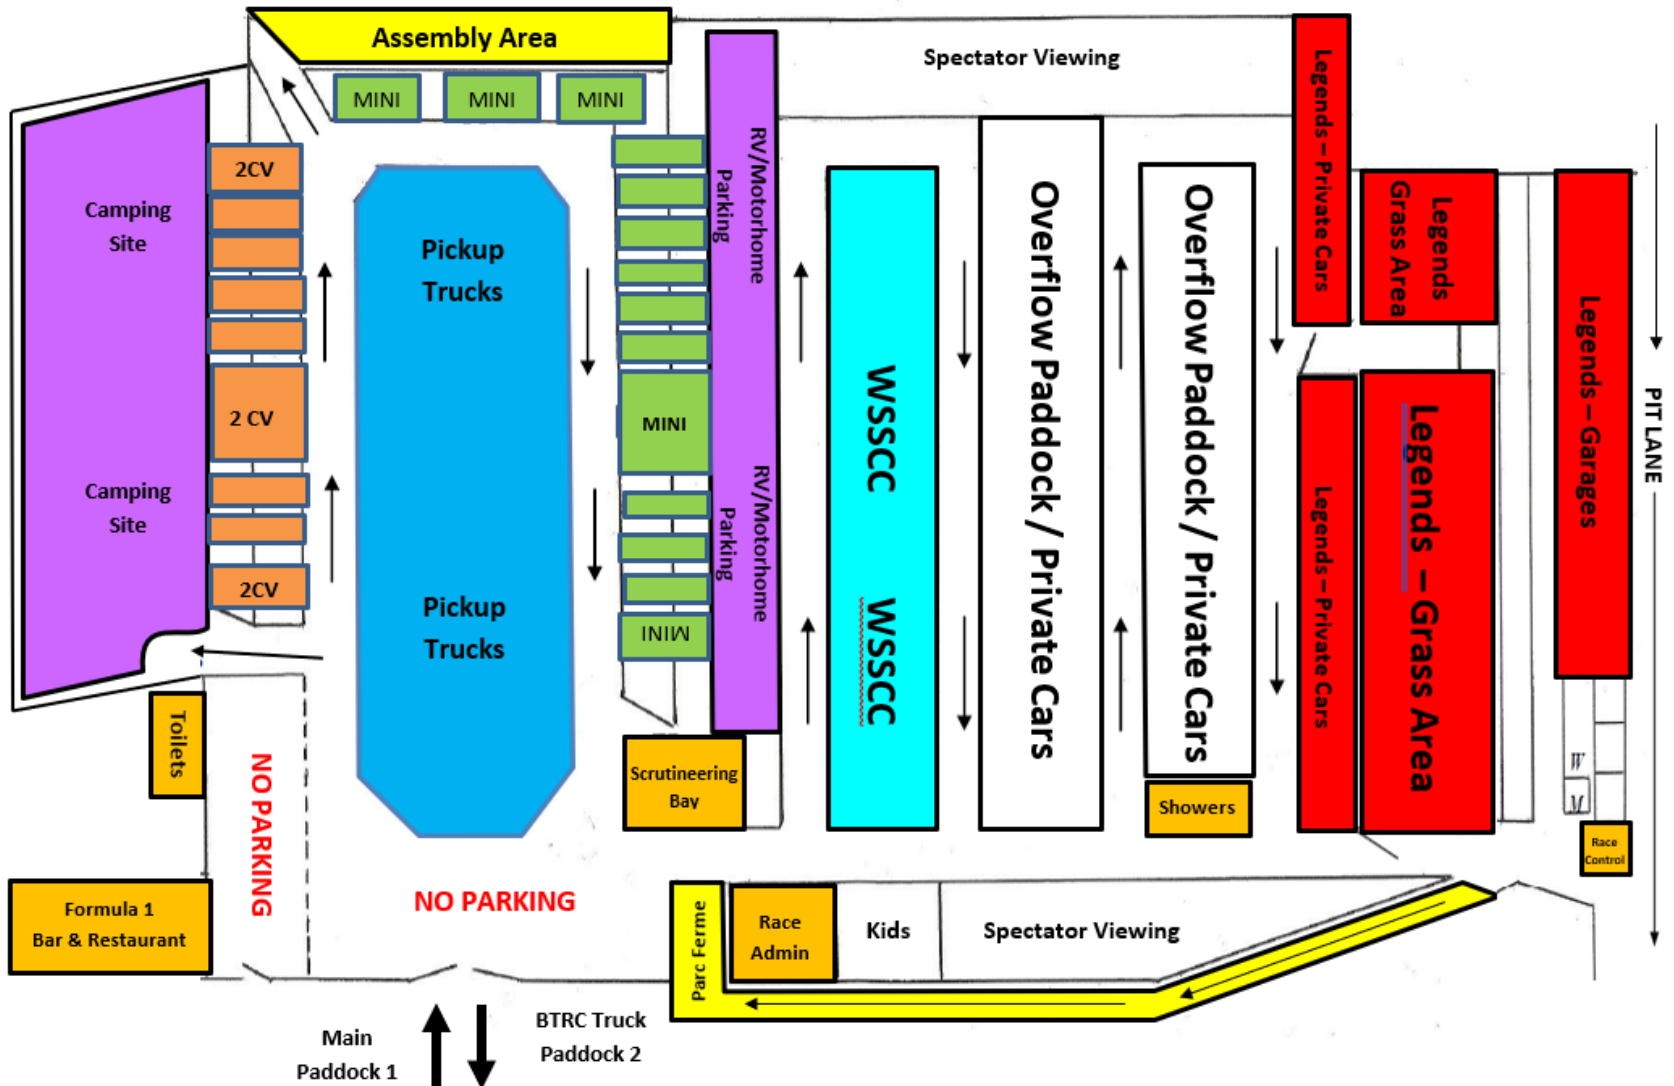 Assembly Area
Spectator Viewing
MINI
MINI
MINI
2CV
Camping
Site
Pickup
Trucks
RV/Motorhome
Parking
Overflow Paddock / Private Cars
Overflow Paddock / Private Cars
Legends – Private Cars
Legends
Grass Area
Legends – Garages
PIT LANE
WSSCC
2 CV
MINI
Camping
Site
RV/Motorhome
Parking
Legends – Private Cars
Legends – Grass Area
2CV
Pickup
Trucks
MINI
WSSCC
Toilets
NO PARKING
Scrutineering
Bay
Showers
W
M
Race
Control
Formula 1
Bar & Restaurant
NO PARKING
Parc Ferme
Race
Admin
Kids
Spectator Viewing
Main
Paddock 1
BTRC Truck
Paddock 2